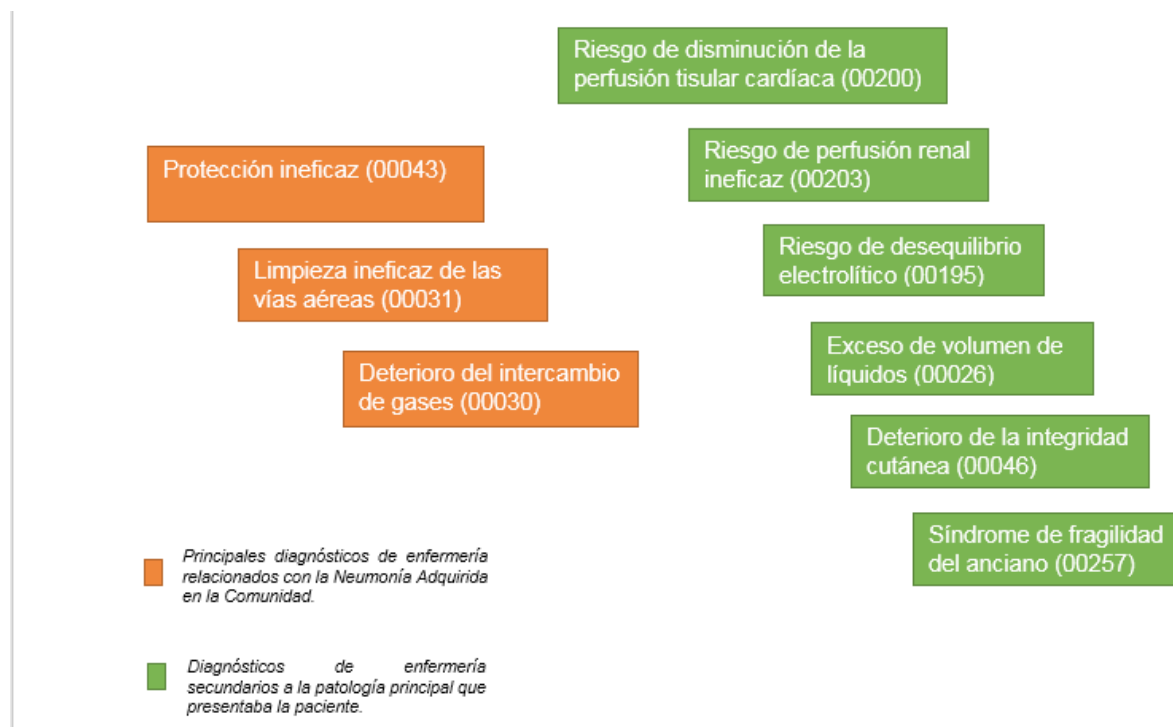 Riesgo de disminución de la
perfusión tisular cardíaca (00200)
Protección ineficaz (00043)
Riesgo de perfusión renal
ineficaz (00203)
Limpieza ineficaz de las
vías aéreas (00031)
Riesgo de desequilibrio
electrolítico (00195)
Deterioro del intercambio
de gases (00030)
Exceso de volumen de
líquidos (00026)
Deterioro de la integridad
cutánea (00046)
Síndrome de fragilidad
del anciano (00257)
Principales diagnósticos de enfermería
relacionados con la Neumonía Adquirida
en la Comunidad.
Diagnósticos de enfermería
secundarios a la patología principal que
presentaba la paciente.